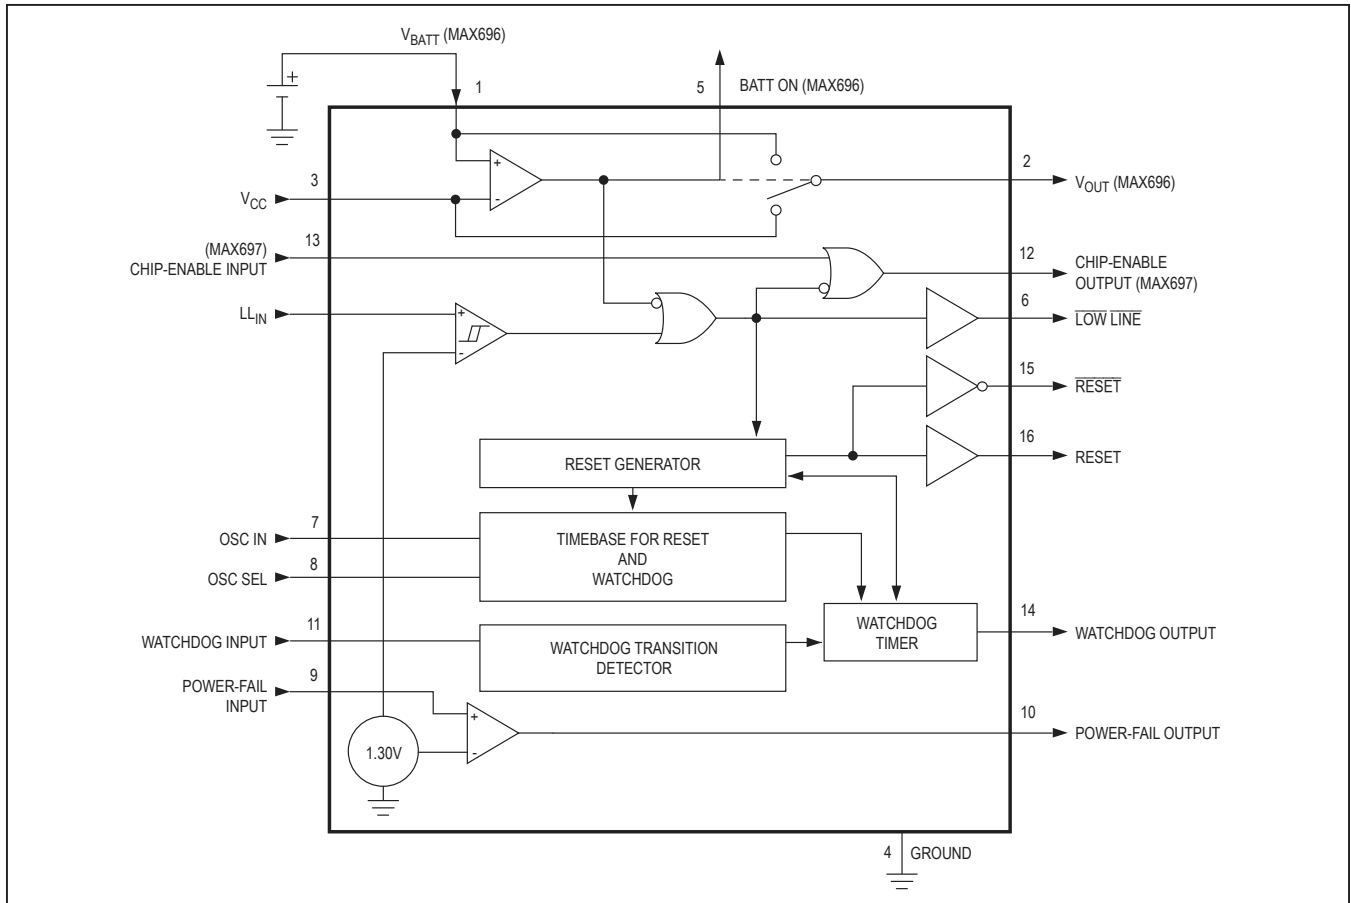 V_BATT (MAX696)
+
1
5
BATT ON (MAX696)
+
-
3
V_CC
2
V_OUT (MAX696)
13
(MAX697)
CHIP-ENABLE INPUT
12
CHIP-ENABLE
OUTPUT (MAX697)
LL_IN
+
-
6
LOW LINE
15
RESET
16
RESET
RESET GENERATOR
7
OSC IN
8
OSC SEL
TIMEBASE FOR RESET
AND
WATCHDOG
11
WATCHDOG INPUT
WATCHDOG TRANSITION
DETECTOR
WATCHDOG
TIMER
14
WATCHDOG OUTPUT
9
POWER-FAIL
INPUT
+
-
1.30V
10
POWER-FAIL OUTPUT
4
GROUND